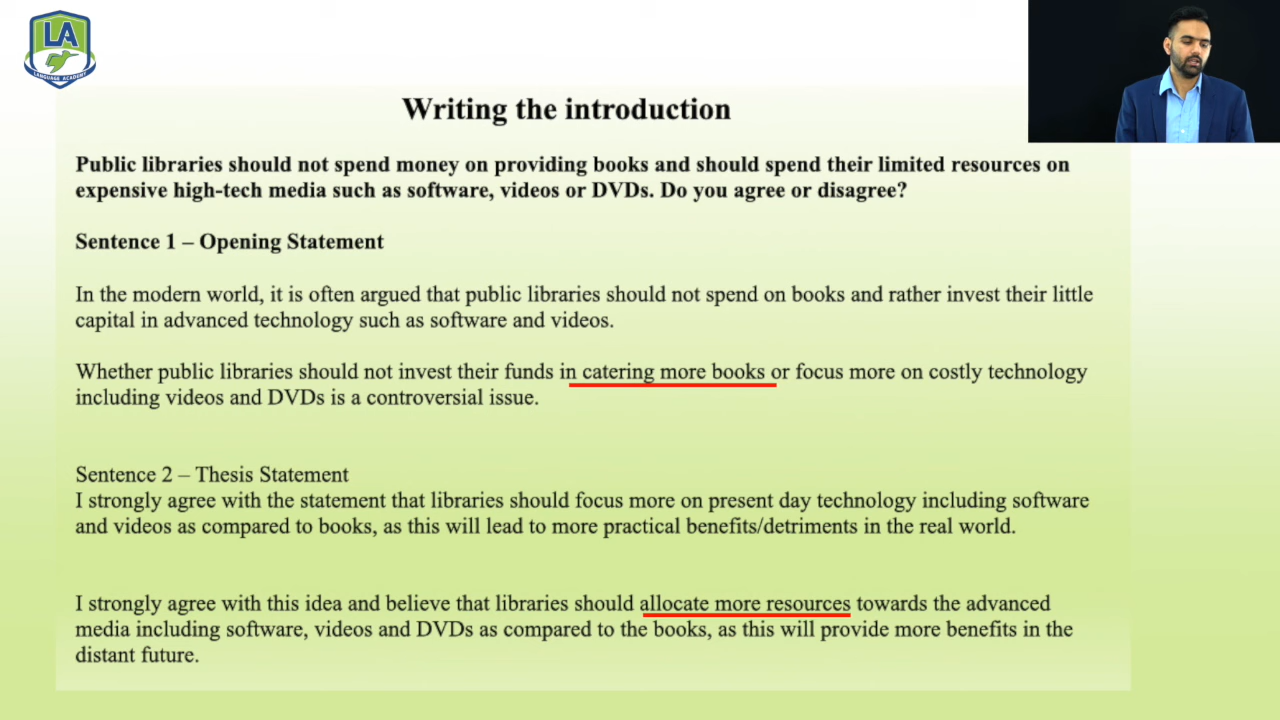 LA
LANGUAGE ACADEMY
Writing the introduction
Public libraries should not spend money on providing books and should spend their limited resources on
expensive high-tech media such as software, videos or DVDs. Do you agree or disagree?
Sentence 1 – Opening Statement
In the modern world, it is often argued that public libraries should not spend on books and rather invest their little
capital in advanced technology such as software and videos.
Whether public libraries should not invest their funds in catering more books or focus more on costly technology
including videos and DVDs is a controversial issue.
Sentence 2 – Thesis Statement
I strongly agree with the statement that libraries should focus more on present day technology including software
and videos as compared to books, as this will lead to more practical benefits/detriments in the real world.
I strongly agree with this idea and believe that libraries should allocate more resources towards the advanced
media including software, videos and DVDs as compared to the books, as this will provide more benefits in the
distant future.